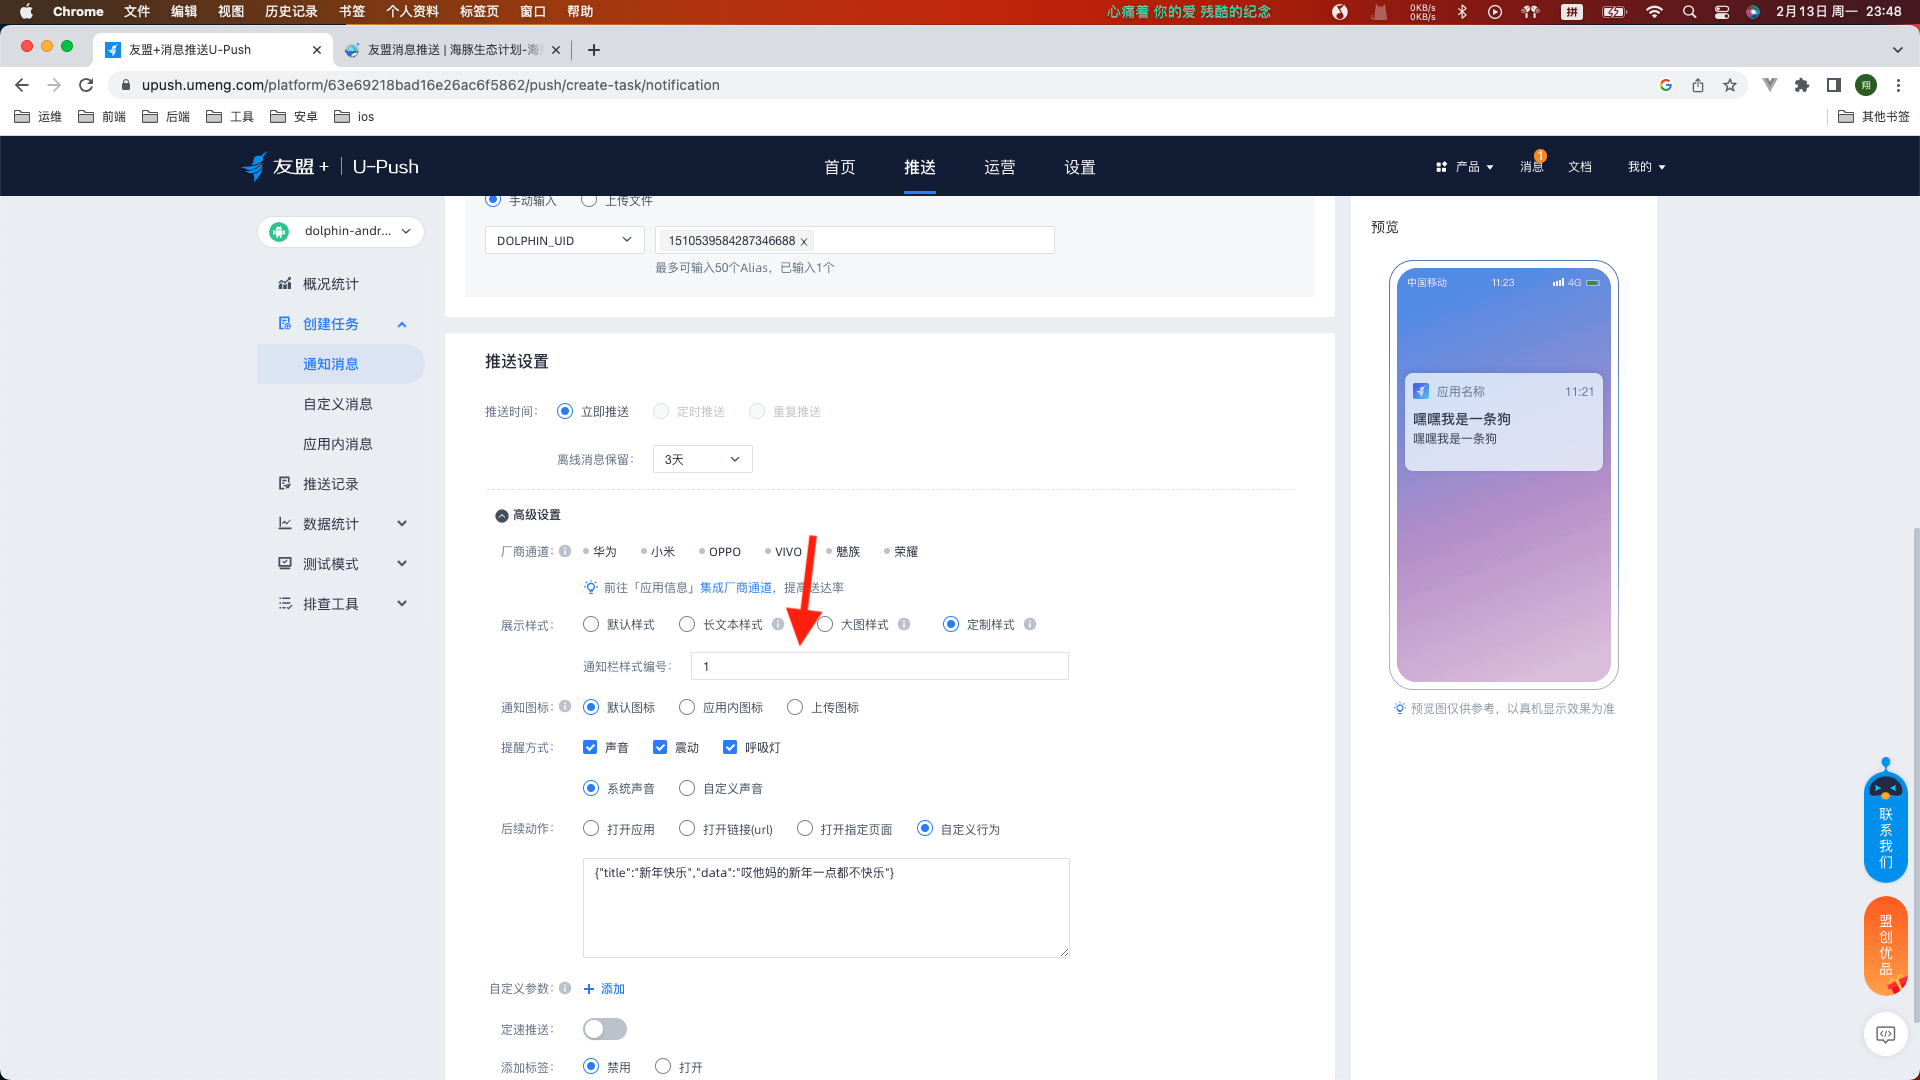 Chrome 文件 编辑 视图 历史记录 书签 个人资料 标签页 窗口 帮助 心痛着 你的爱 残酷的纪念 0KB/s 0KB/s 拼 2月13日 周一 23:48
友盟+消息推送U-Push 友盟消息推送 | 海豚生态计划-海
upush.umeng.com/platform/63e69218bad16e26ac6f5862/push/create-task/notification 翔
运维 前端 后端 工具 安卓 ios 其他书签
友盟+ U-Push 首页 推送 运营 设置 产品 消息 1 文档 我的
dolphin-andr...
概况统计
创建任务
通知消息
自定义消息
应用内消息
推送记录
数据统计
测试模式
排查工具
手动输入 上传文件
DOLPHIN_UID 1510539584287346688 x
最多可输入50个Alias，已输入1个
推送设置
推送时间： 立即推送 定时推送 重复推送
离线消息保留： 3天
高级设置
厂商通道： 华为 小米 OPPO VIVO 魅族 荣耀
前往「应用信息」集成厂商通道，提高送达率
展示样式： 默认样式 长文本样式 大图样式 定制样式
通知栏样式编号： 1
通知图标： 默认图标 应用内图标 上传图标
提醒方式： 声音 震动 呼吸灯
系统声音 自定义声音
后续动作： 打开应用 打开链接(url) 打开指定页面 自定义行为
{"title":"新年快乐","data":"哎他妈的新年一点都不快乐"}
自定义参数： + 添加
定速推送：
添加标签： 禁用 打开
预览
中国移动 11:23 4G
应用名称 11:21
嘿嘿我是一条狗
嘿嘿我是一条狗
预览图仅供参考，以真机显示效果为准
联系我们
盟创优品